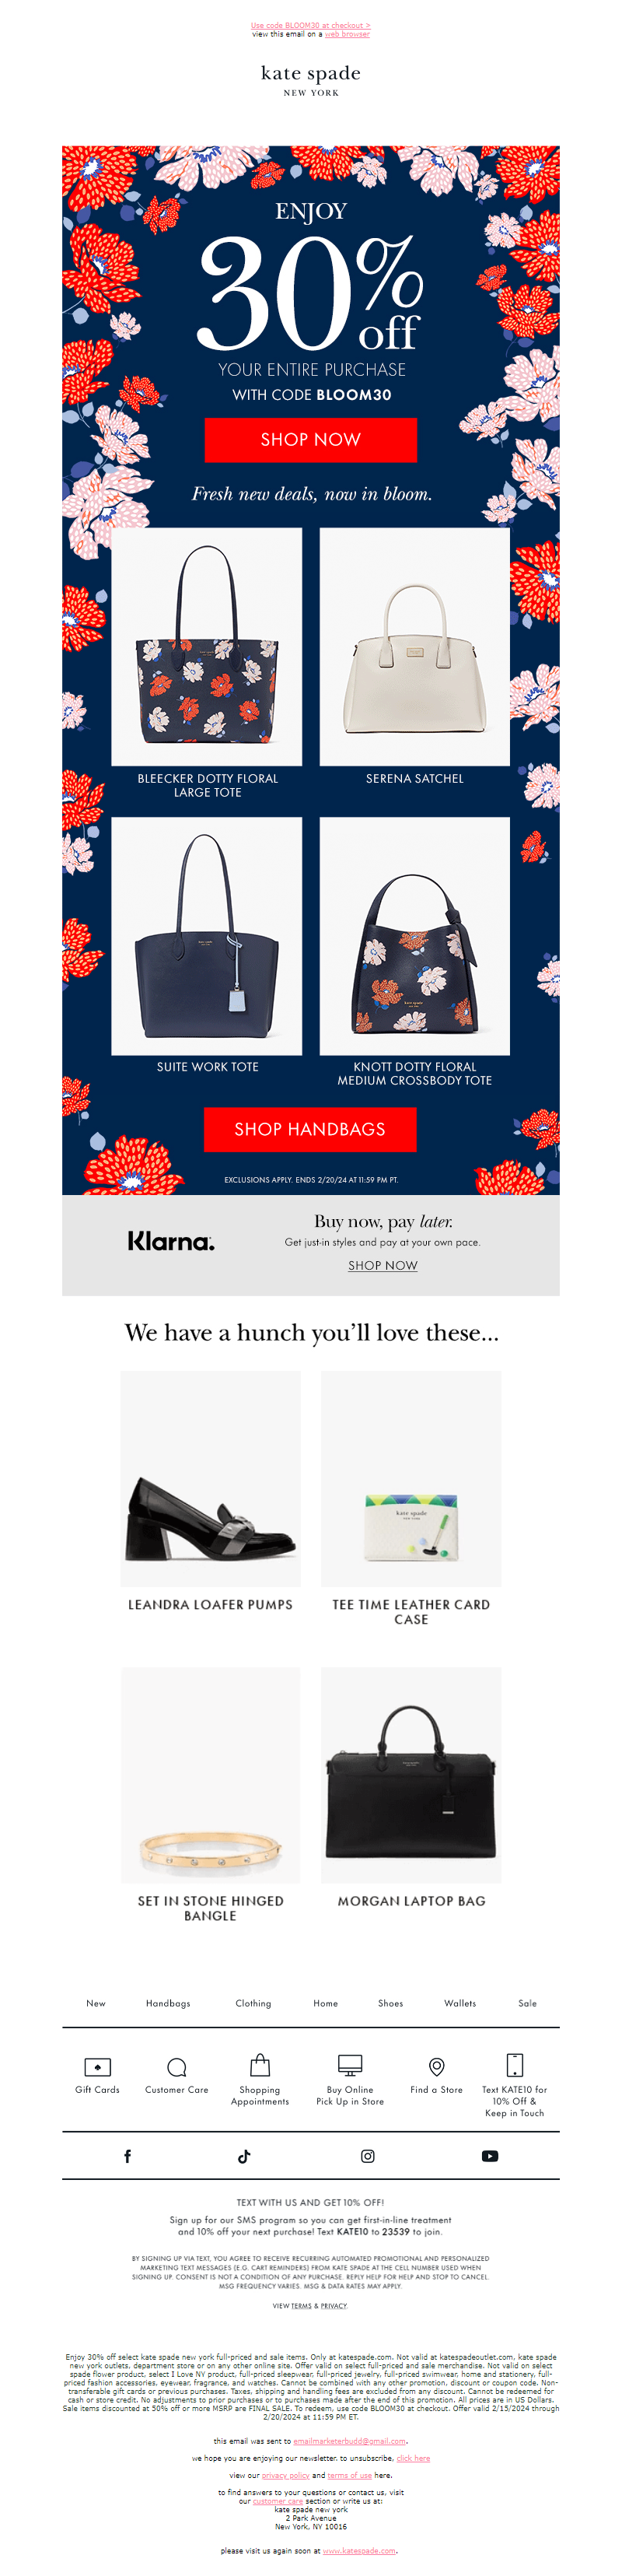 Use code BLOOM30 at checkout >
view this email on a web browser
kate spade
NEW YORK
ENJOY
30%
off
YOUR ENTIRE PURCHASE
WITH CODE BLOOM30
SHOP NOW
Fresh new deals, now in bloom.
BLEECKER DOTTY FLORAL
LARGE TOTE
SERENA SATCHEL
SUITE WORK TOTE
KNOTT DOTTY FLORAL
MEDIUM CROSSBODY TOTE
SHOP HANDBAGS
EXCLUSIONS APPLY. ENDS 2/20/24 AT 11:59 PM PT.
Klarna.
Buy now, pay later.
Get just-in styles and pay at your own pace.
SHOP NOW
We have a hunch you'll love these...
kate spade
NEW YORK
LEANDRA LOAFER PUMPS
TEE TIME LEATHER CARD
CASE
SET IN STONE HINGED
BANGLE
MORGAN LAPTOP BAG
New Handbags Clothing Home Shoes Wallets Sale
Gift Cards
Customer Care
Shopping
Appointments
Buy Online
Pick Up in Store
Find a Store
Text KATE10 for
10% Off &
Keep in Touch
TEXT WITH US AND GET 10% OFF!
Sign up for our SMS program so you can get first-in-line treatment
and 10% off your next purchase! Text KATE10 to 23539 to join.
BY SIGNING UP VIA TEXT, YOU AGREE TO RECEIVE RECURRING AUTOMATED PROMOTIONAL AND PERSONALIZED
MARKETING TEXT MESSAGES (E.G. CART REMINDERS) FROM KATE SPADE AT THE CELL NUMBER USED WHEN
SIGNING UP. CONSENT IS NOT A CONDITION OF ANY PURCHASE. REPLY HELP FOR HELP AND STOP TO CANCEL.
MSG FREQUENCY VARIES. MSG & DATA RATES MAY APPLY.
VIEW TERMS & PRIVACY.
Enjoy 30% off select kate spade new york full-priced and sale items. Only at katespade.com. Not valid at katespadeoutlet.com, kate spade
new york outlets, department store or on any other online site. Offer valid on select full-priced and sale merchandise. Not valid on select
spade flower product, select I Love NY product, full-priced sleepwear, full-priced jewelry, full-priced swimwear, home and stationery, full-
priced fashion accessories, eyewear, fragrance, and watches. Cannot be combined with any other promotion, discount or coupon code. Non-
transferable gift cards or previous purchases. Taxes, shipping and handling fees are excluded from any discount. Cannot be redeemed for
cash or store credit. No adjustments to prior purchases or to purchases made after the end of this promotion. All prices are in US Dollars.
Sale items discounted at 50% off or more MSRP are FINAL SALE. To redeem, use code BLOOM30 at checkout. Offer valid 2/15/2024 through
2/20/2024 at 11:59 PM ET.
this email was sent to emailmarketerbudd@gmail.com.
we hope you are enjoying our newsletter. to unsubscribe, click here
view our privacy policy and terms of use here.
to find answers to your questions or contact us, visit
our customer care section or write us at:
kate spade new york
2 Park Avenue
New York, NY 10016
please visit us again soon at www.katespade.com.